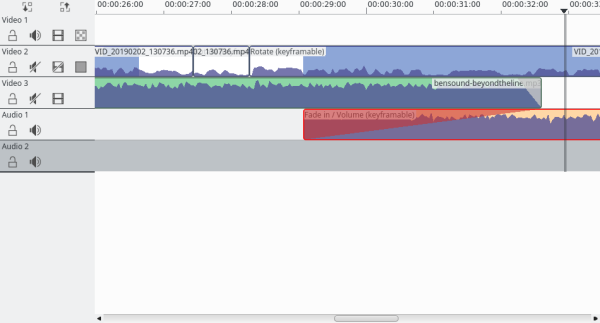 00:00:26:00 00:00:27:00 00:00:28:00 00:00:29:00 00:00:30:00 00:00:31:00 00:00:32:00 00:00:3
Video 1
Video 2
VID_20190202_130736.mp4 02_130736.mp4 Rotate (keyframable) VID_201
Video 3
bensound-beyondtheline.mp3
Audio 1
Fade in / Volume (keyframable)
Audio 2